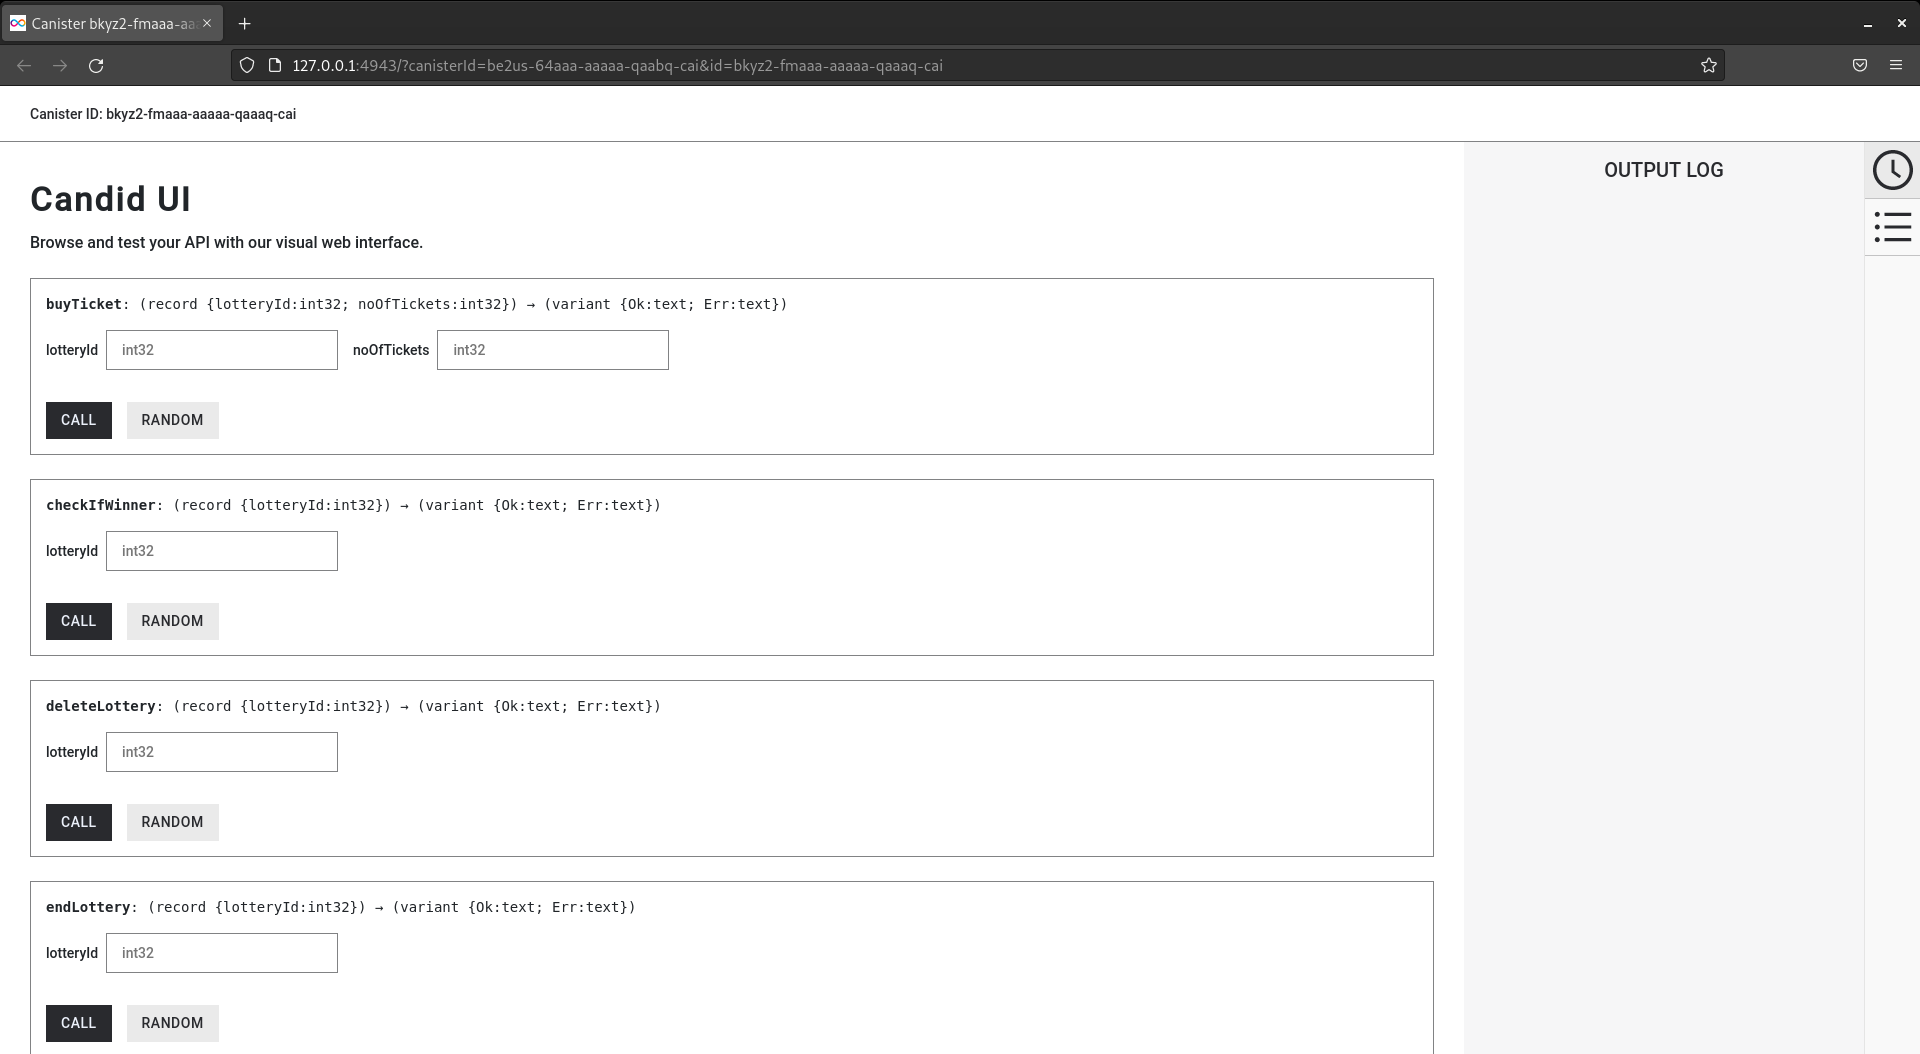 Canister bkyz2-fmaaa-aa
127.0.0.1:4943/?canisterId=be2us-64aaa-aaaaa-qaabq-cai&id=bkyz2-fmaaa-aaaaa-qaaaq-cai
Canister ID: bkyz2-fmaaa-aaaaa-qaaaq-cai
Candid UI
Browse and test your API with our visual web interface.
buyTicket: (record {lotteryId:int32; noOfTickets:int32}) → (variant {Ok:text; Err:text})
lotteryId int32 noOfTickets int32
CALL RANDOM
checkIfWinner: (record {lotteryId:int32}) → (variant {Ok:text; Err:text})
lotteryId int32
CALL RANDOM
deleteLottery: (record {lotteryId:int32}) → (variant {Ok:text; Err:text})
lotteryId int32
CALL RANDOM
endLottery: (record {lotteryId:int32}) → (variant {Ok:text; Err:text})
lotteryId int32
CALL RANDOM
OUTPUT LOG